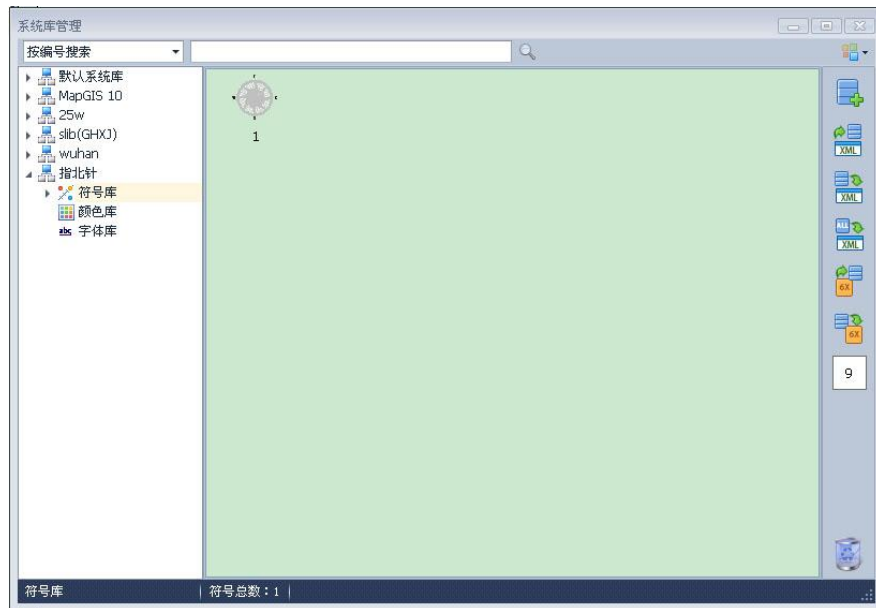 系统库管理
按编号搜索
默认系统库
MapGIS 10
25w
slib(GHXJ)
wuhan
指北针
符号库
颜色库
abc 字体库
1
XML
XML
XML
6X
6X
9
符号库
符号总数：1